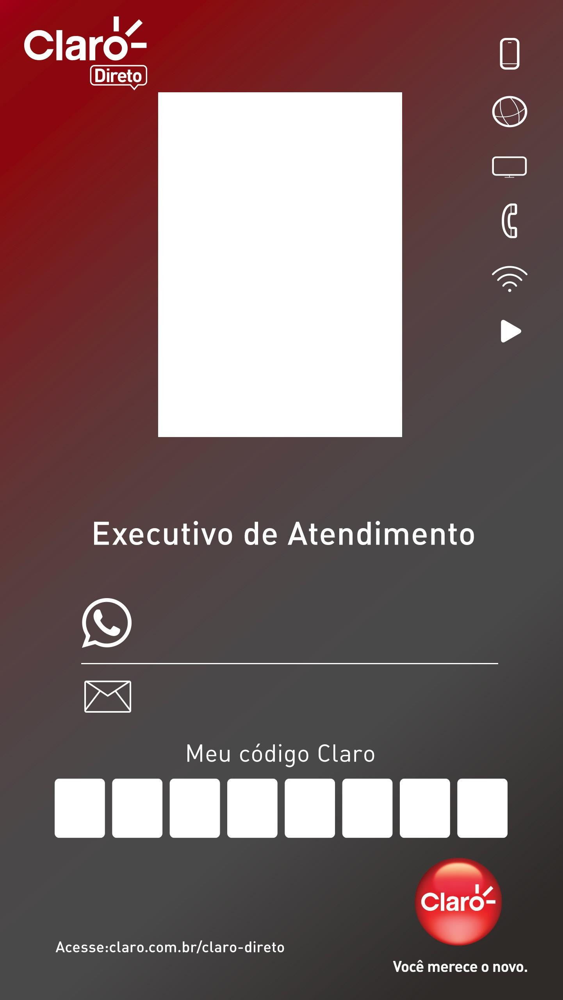 Claro
Direto
Executivo de Atendimento
Meu código Claro
Claro
Acesse:claro.com.br/claro-direto
Você merece o novo.